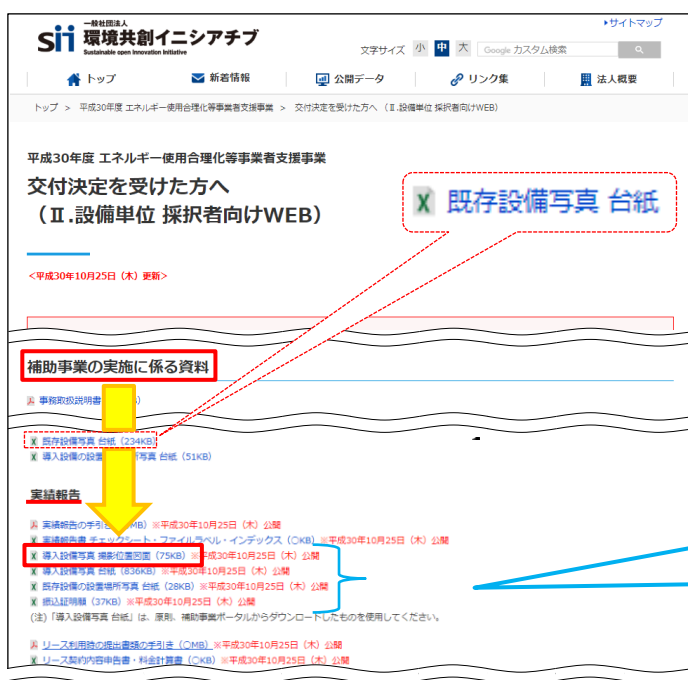 ▶サイトマップ
一般社団法人
sii 環境共創イニシアチブ
Sustainable open Innovation Initiative
文字サイズ 小 中 大 Google カスタム検索
トップ 新着情報 公開データ リンク集 法人概要
トップ > 平成30年度 エネルギー使用合理化等事業者支援事業 > 交付決定を受けた方へ（Ⅱ.設備単位 採択者向けWEB）
平成30年度 エネルギー使用合理化等事業者支援事業
交付決定を受けた方へ
（Ⅱ.設備単位 採択者向けWEB）
既存設備写真 台紙
<平成30年10月25日（木）更新>
補助事業の実施に係る資料
事務取扱説明書
既存設備写真 台紙（234KB）
導入設備の設置 所写真 台紙（51KB）
実績報告
実績報告の手引き MB）※平成30年10月25日（木）公開
実績報告書 チェックシート・ファイルラベル・インデックス（○KB）※平成30年10月25日（木）公開
導入設備写真 撮影位置図面（75KB）※平成30年10月25日（木）公開
導入設備写真 台紙（836KB）※平成30年10月25日（木）公開
既存設備の設置場所写真 台紙（28KB）※平成30年10月25日（木）公開
振込証明願（37KB）※平成30年10月25日（木）公開
(注)「導入設備写真 台紙」は、原則、補助事業ポータルからダウンロードしたものを使用してください。
リース利用時の提出書類の手引き（○MB）※平成30年10月25日（木）公開
リース契約内容申告書・料金計算書（○KB）※平成30年10月25日（木）公開